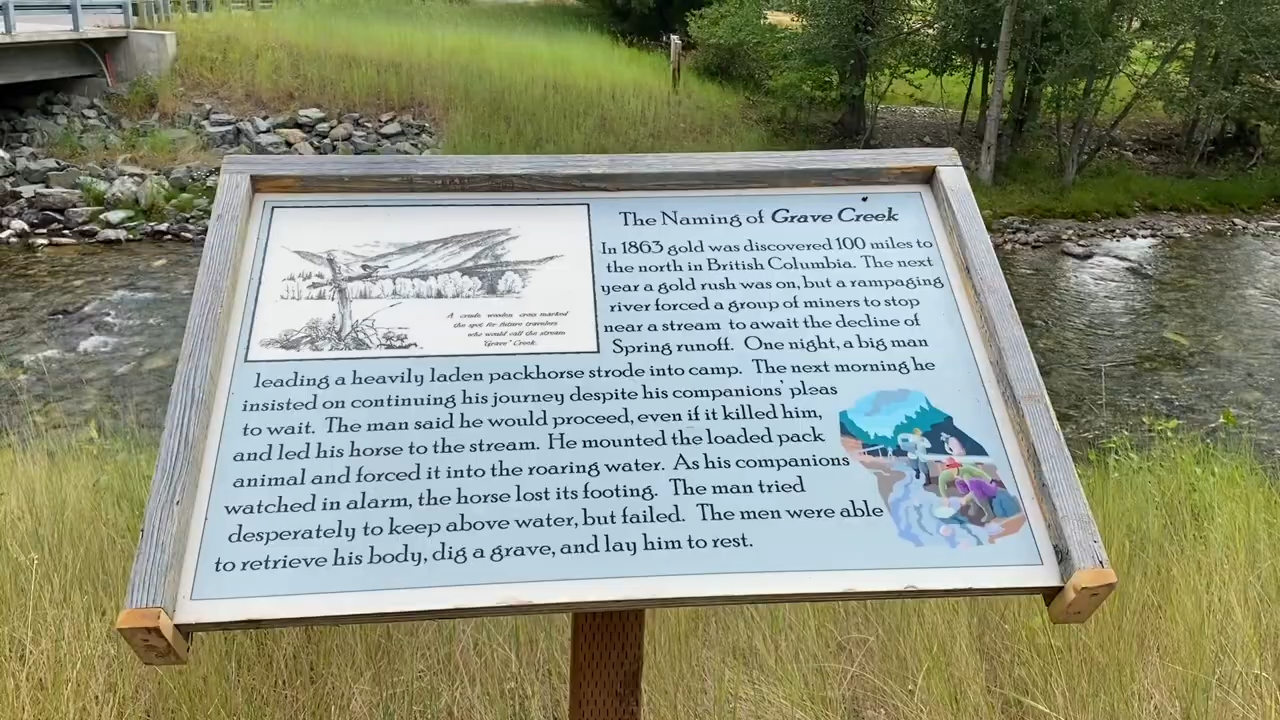 The Naming of Grave Creek
In 1863 gold was discovered 100 miles to
the north in British Columbia. The next
year a gold rush was on, but a rampaging
river forced a group of miners to stop
near a stream to await the decline of
Spring runoff. One night, a big man
leading a heavily laden packhorse strode into camp. The next morning he
insisted on continuing his journey despite his companions' pleas
to wait. The man said he would proceed, even if it killed him,
and led his horse to the stream. He mounted the loaded pack
animal and forced it into the roaring water. As his companions
watched in alarm, the horse lost its footing. The man tried
desperately to keep above water, but failed. The men were able
to retrieve his body, dig a grave, and lay him to rest.
A crude wooden cross marked
the spot for future travelers
who would call the stream
"Grave" Creek.